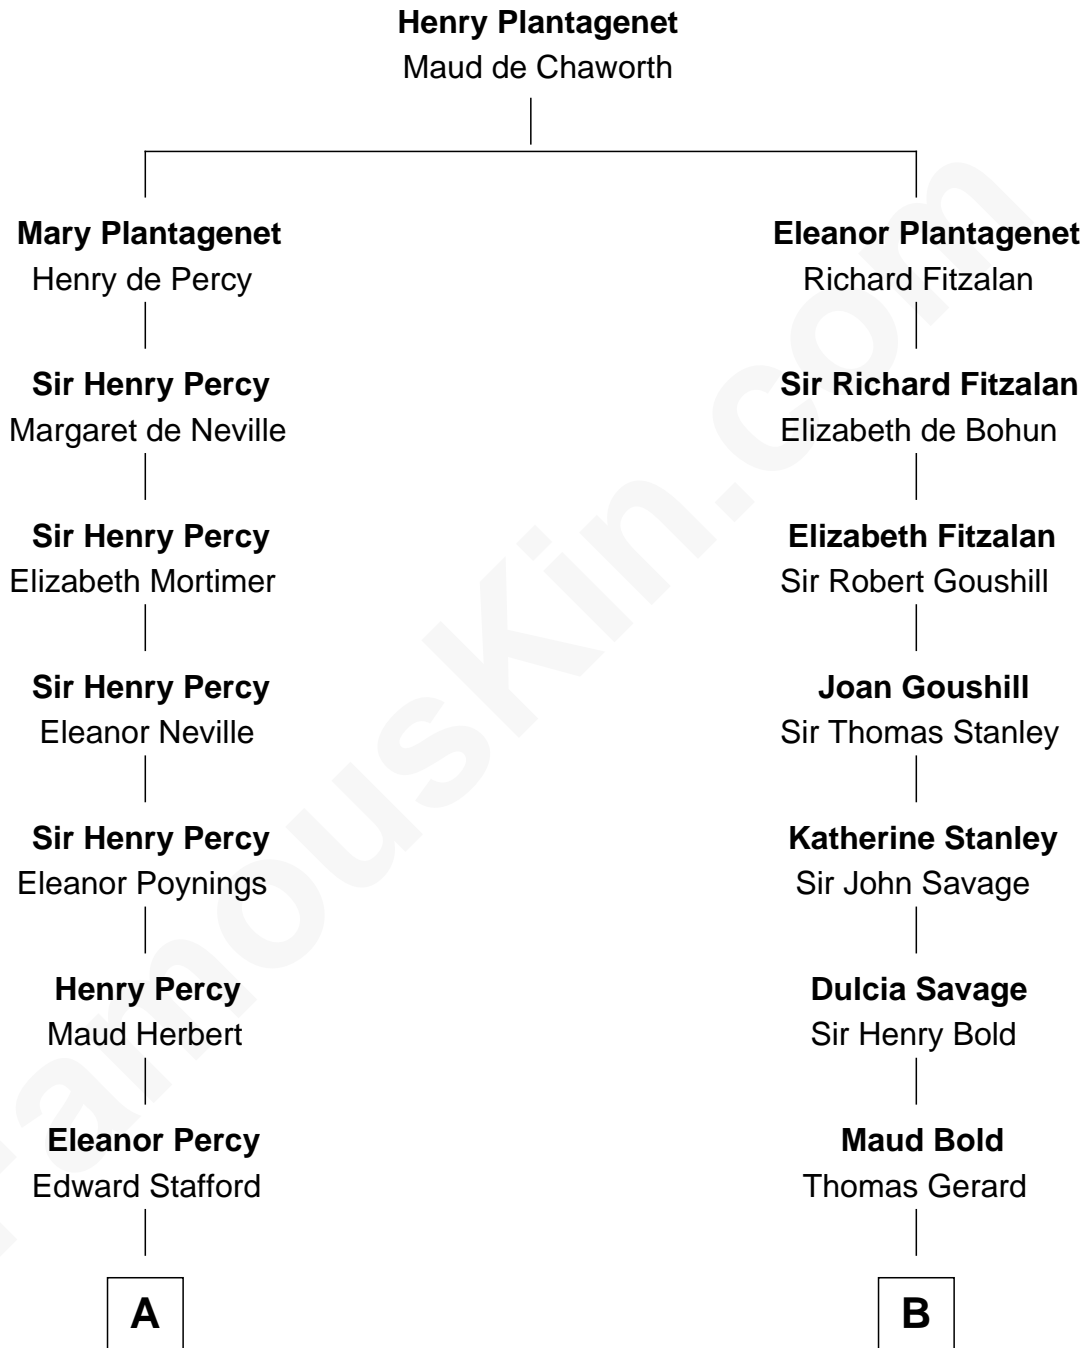 Henry Plantagenet
Maud de Chaworth
Mary Plantagenet
Henry de Percy
Eleanor Plantagenet
Richard Fitzalan
Sir Henry Percy
Margaret de Neville
Sir Richard Fitzalan
Elizabeth de Bohun
Sir Henry Percy
Elizabeth Mortimer
Elizabeth Fitzalan
Sir Robert Goushill
Sir Henry Percy
Eleanor Neville
Joan Goushill
Sir Thomas Stanley
Sir Henry Percy
Eleanor Poynings
Katherine Stanley
Sir John Savage
Henry Percy
Maud Herbert
Dulcia Savage
Sir Henry Bold
Eleanor Percy
Edward Stafford
Maud Bold
Thomas Gerard
A
B
FamousKin.com